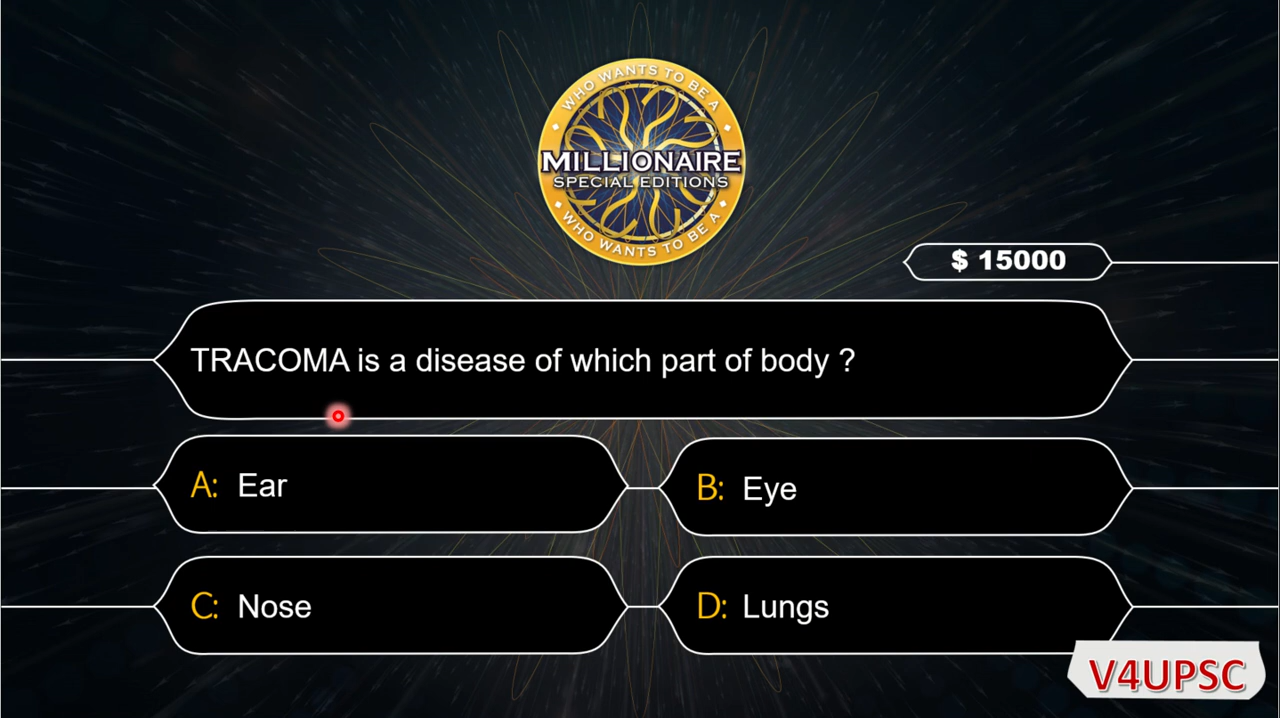 WHO WANTS TO BE A
MILLIONAIRE
SPECIAL EDITIONS
WHO WANTS TO BE A
$ 15000
TRACOMA is a disease of which part of body ?
A: Ear
B: Eye
C: Nose
D: Lungs
V4UPSC